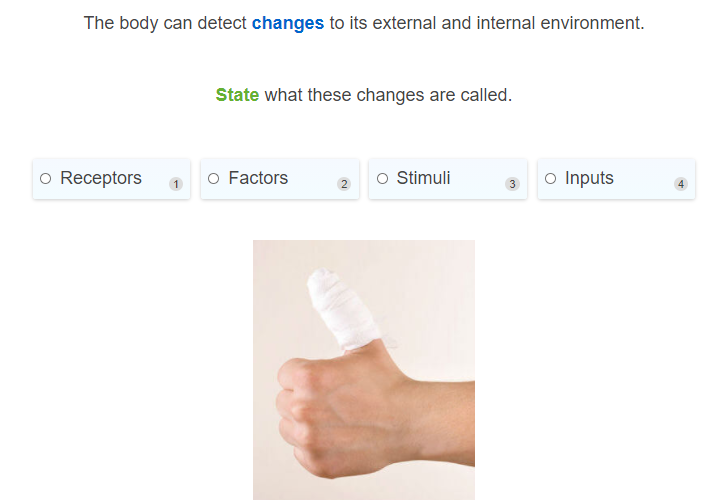 The body can detect changes to its external and internal environment.
State what these changes are called.
Receptors 1 Factors 2 Stimuli 3 Inputs 4